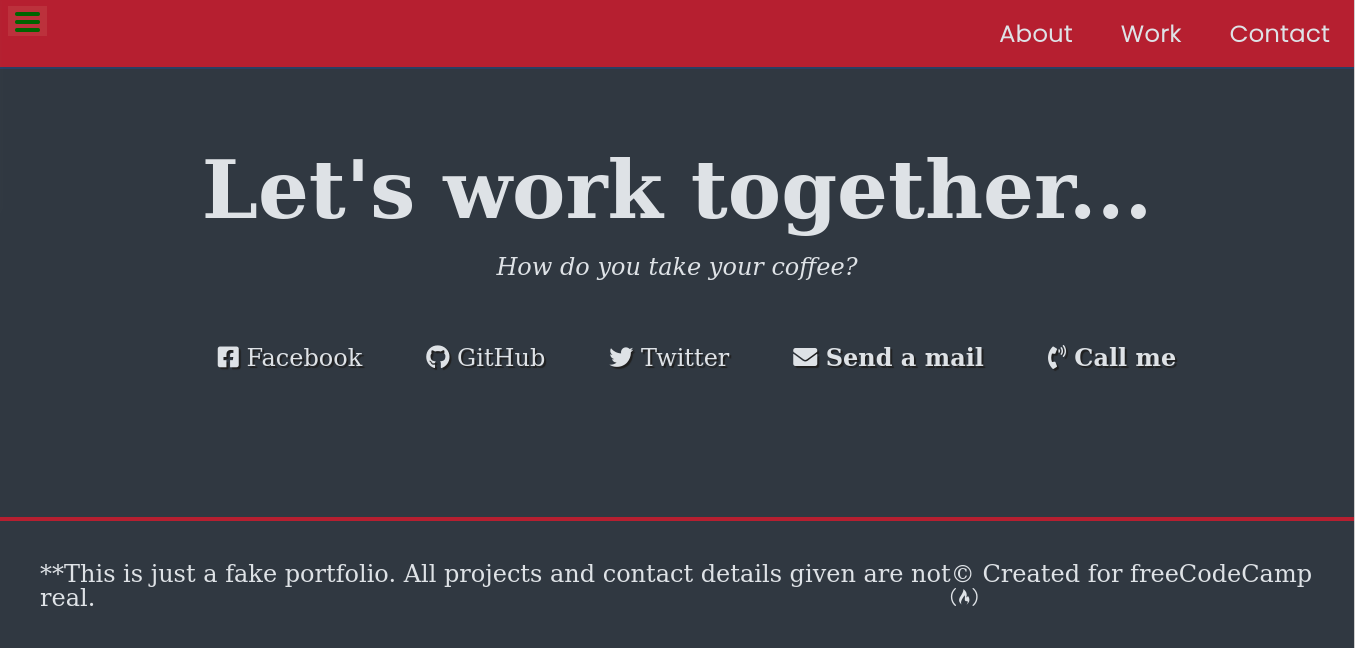 About Work Contact
Let's work together...
How do you take your coffee?
Facebook GitHub Twitter Send a mail Call me
**This is just a fake portfolio. All projects and contact details given are not
real.
© Created for freeCodeCamp